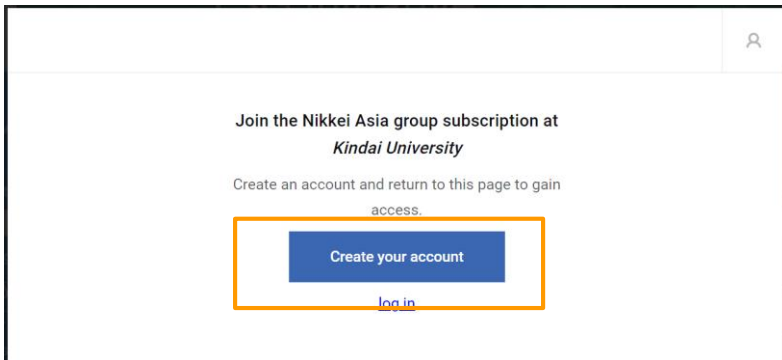 Join the Nikkei Asia group subscription at
Kindai University
Create an account and return to this page to gain
access.
Create your account
log in